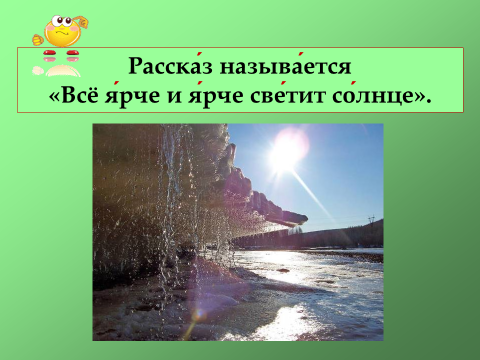 Расска́з называ́ется
«Всё я́рче и я́рче све́тит со́лнце».